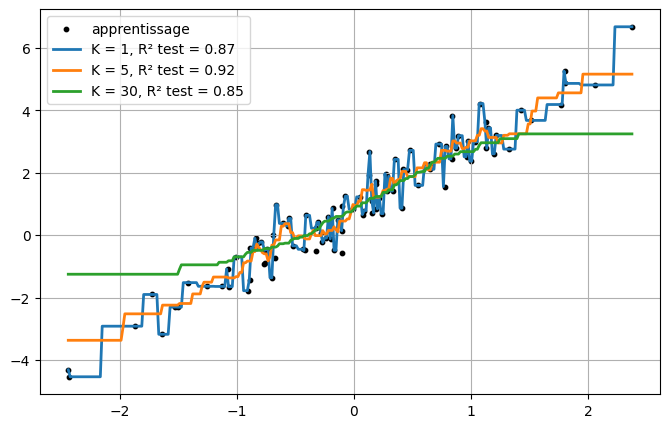 apprentissage
K = 1, R² test = 0.87
K = 5, R² test = 0.92
K = 30, R² test = 0.85
6
4
2
0
−2
−4
−2
−1
0
1
2